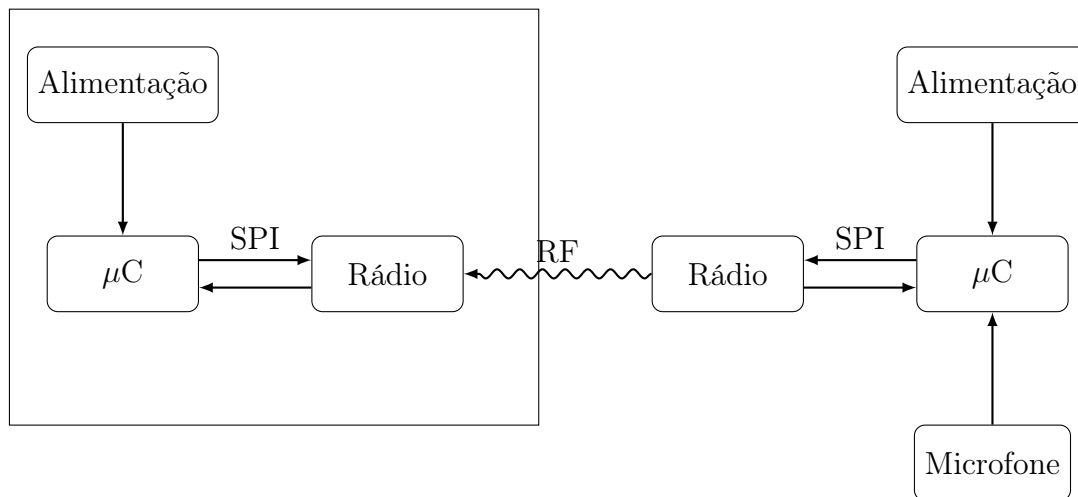 Alimentação
Alimentação
SPI
RF
SPI
μC
Rádio
Rádio
μC
Microfone